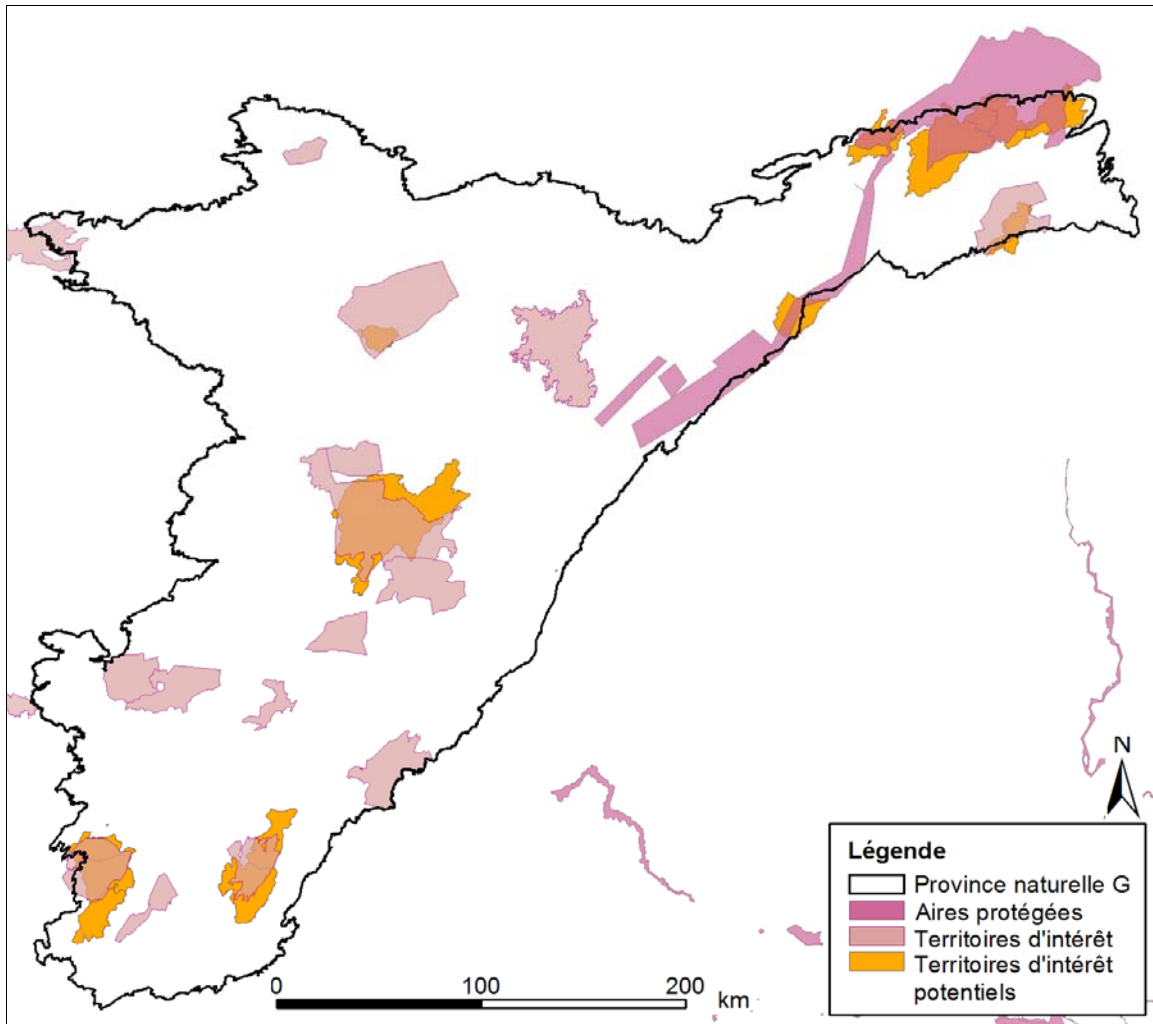 N
Légende
Province naturelle G
Aires protégées
Territoires d'intérêt
Territoires d'intérêt
potentiels
0 100 200
km